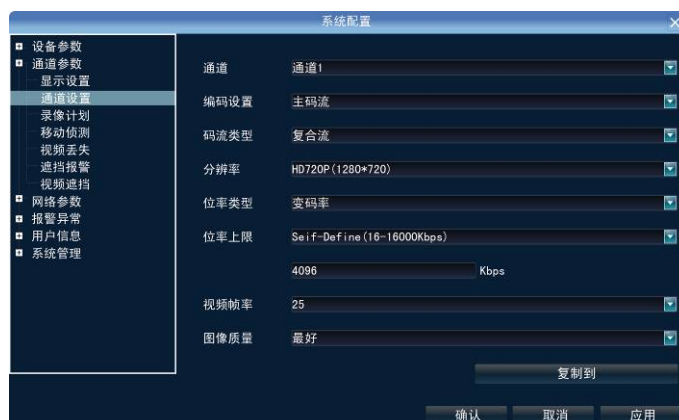 系统配置
设备参数
通道参数
显示设置
通道设置
录像计划
移动侦测
视频丢失
遮挡报警
视频遮挡
网络参数
报警异常
用户信息
系统管理
通道 通道1
编码设置 主码流
码流类型 复合流
分辨率 HD720P(1280*720)
位率类型 变码率
位率上限 Seif-Define(16-16000Kbps)
4096 Kbps
视频帧率 25
图像质量 最好
复制到
确认 取消 应用